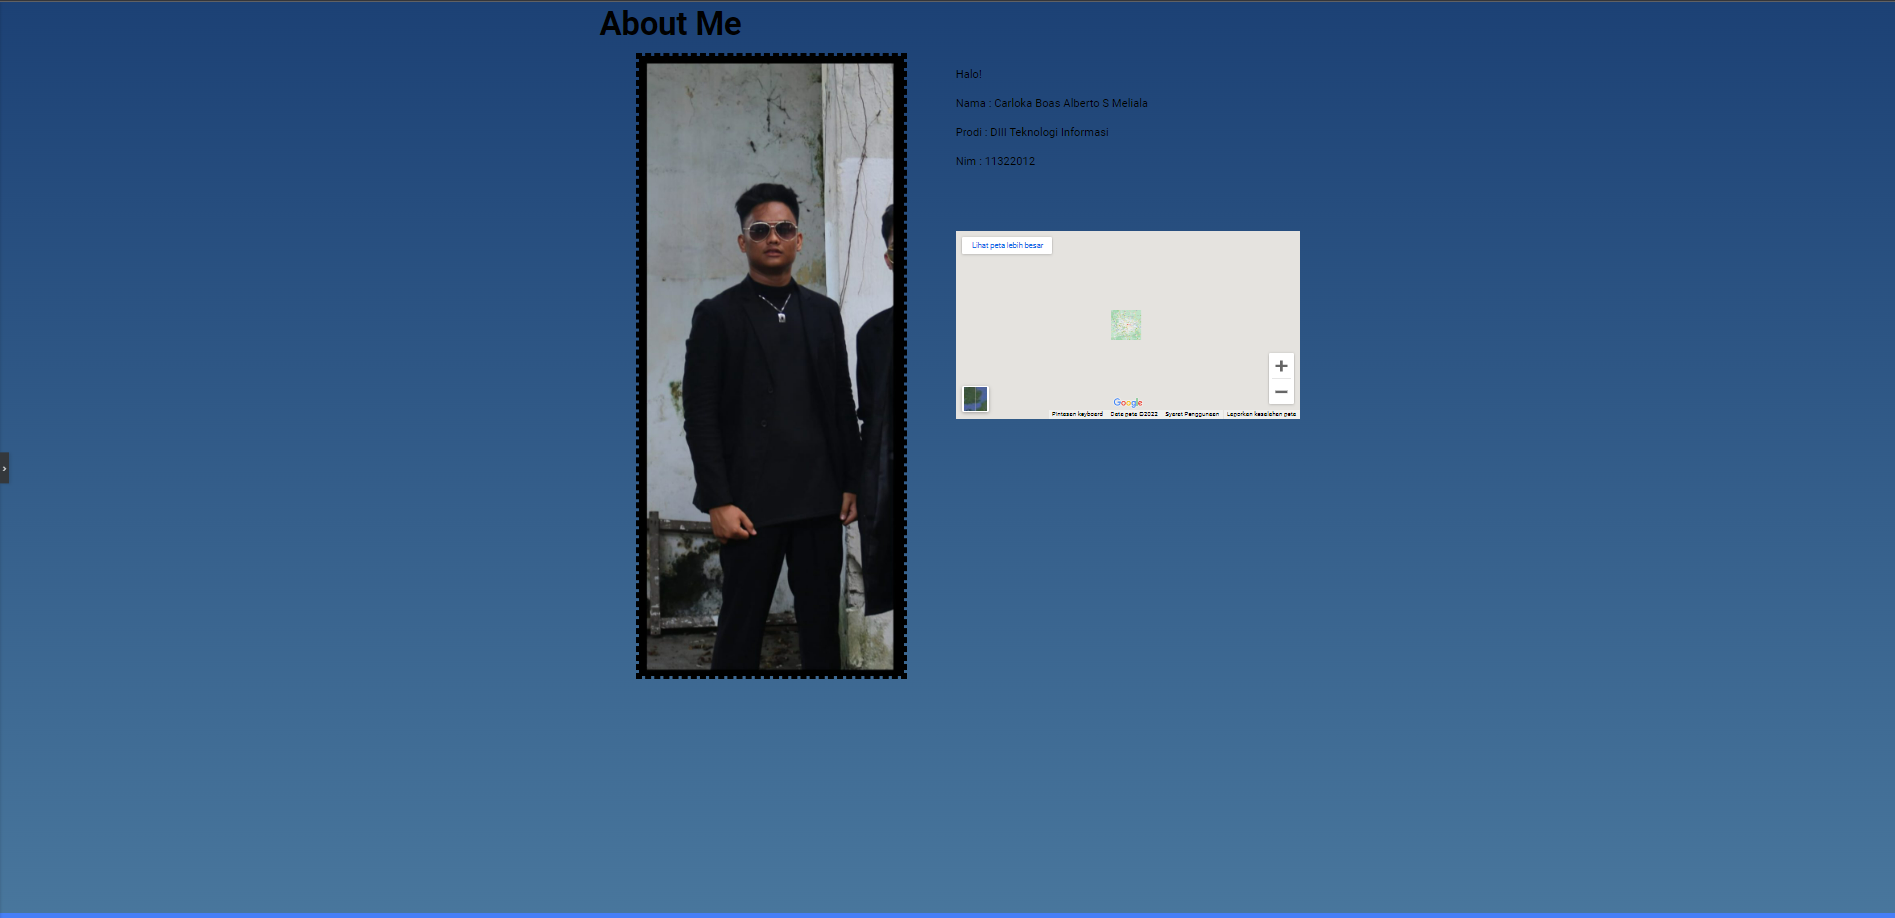 About Me
Halo!
Nama : Carloka Boas Alberto S Meliala
Prodi : DIII Teknologi Informasi
Nim : 11322012
Lihat peta lebih besar
Google
Pintasan keyboard Data peta ©2022 Syarat Penggunaan Laporkan kesalahan peta